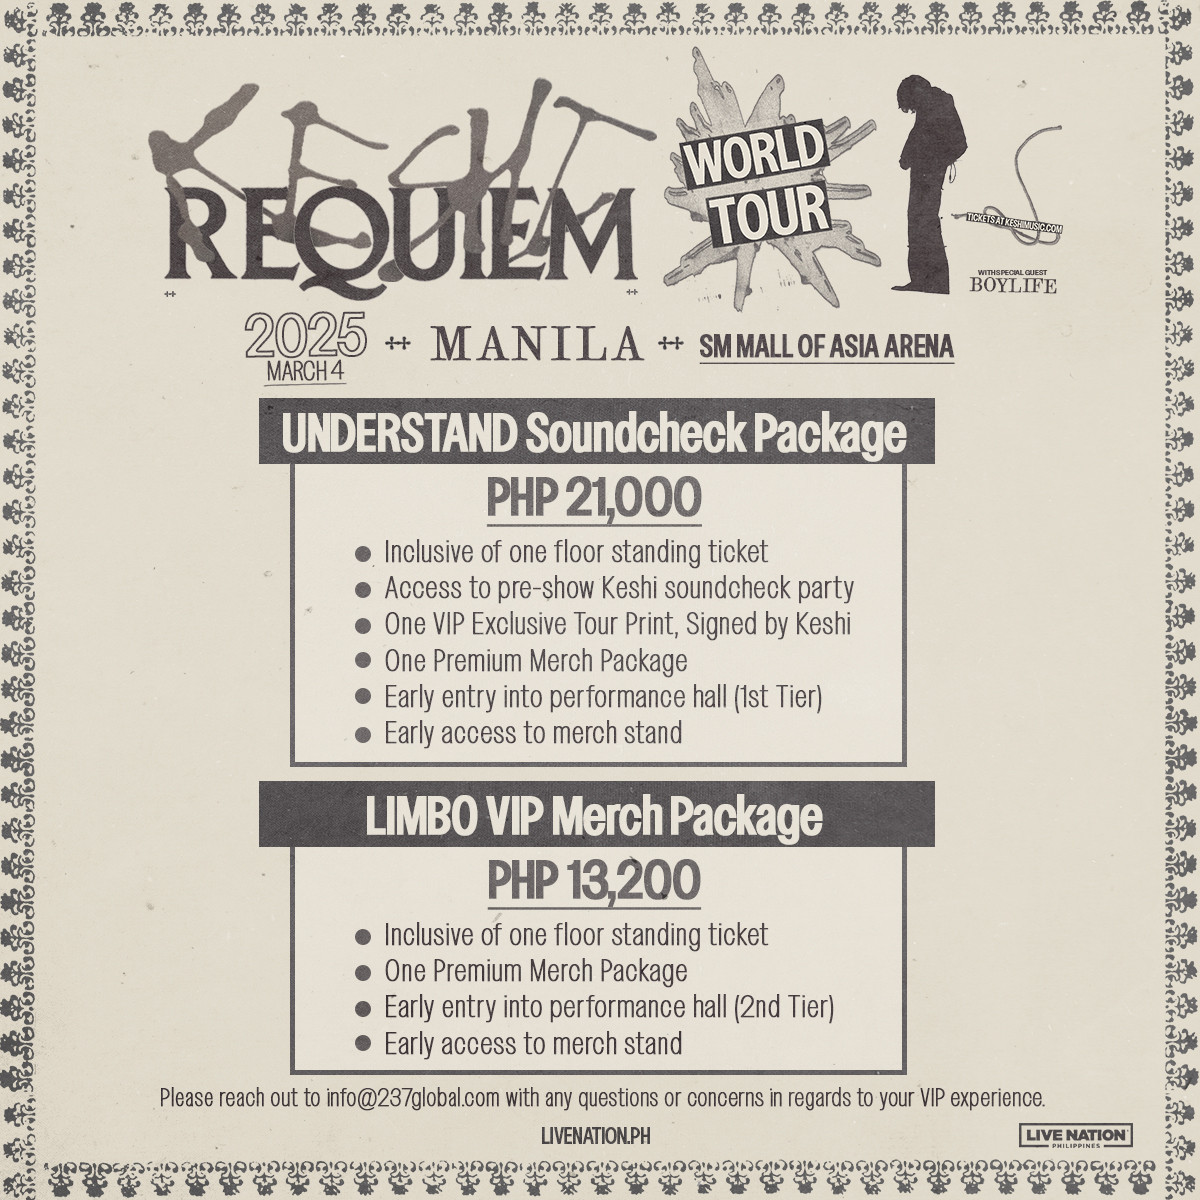 KESHI
REQUIEM
WORLD
TOUR
TICKETS AT KESHIMUSIC.COM
WITH SPECIAL GUEST
BOYLIFE
2025
MARCH 4
MANILA
SM MALL OF ASIA ARENA
UNDERSTAND Soundcheck Package
PHP 21,000
● Inclusive of one floor standing ticket
● Access to pre-show Keshi soundcheck party
● One VIP Exclusive Tour Print, Signed by Keshi
● One Premium Merch Package
● Early entry into performance hall (1st Tier)
● Early access to merch stand
LIMBO VIP Merch Package
PHP 13,200
● Inclusive of one floor standing ticket
● One Premium Merch Package
● Early entry into performance hall (2nd Tier)
● Early access to merch stand
Please reach out to info@237global.com with any questions or concerns in regards to your VIP experience.
LIVENATION.PH
LIVE NATION
PHILIPPINES